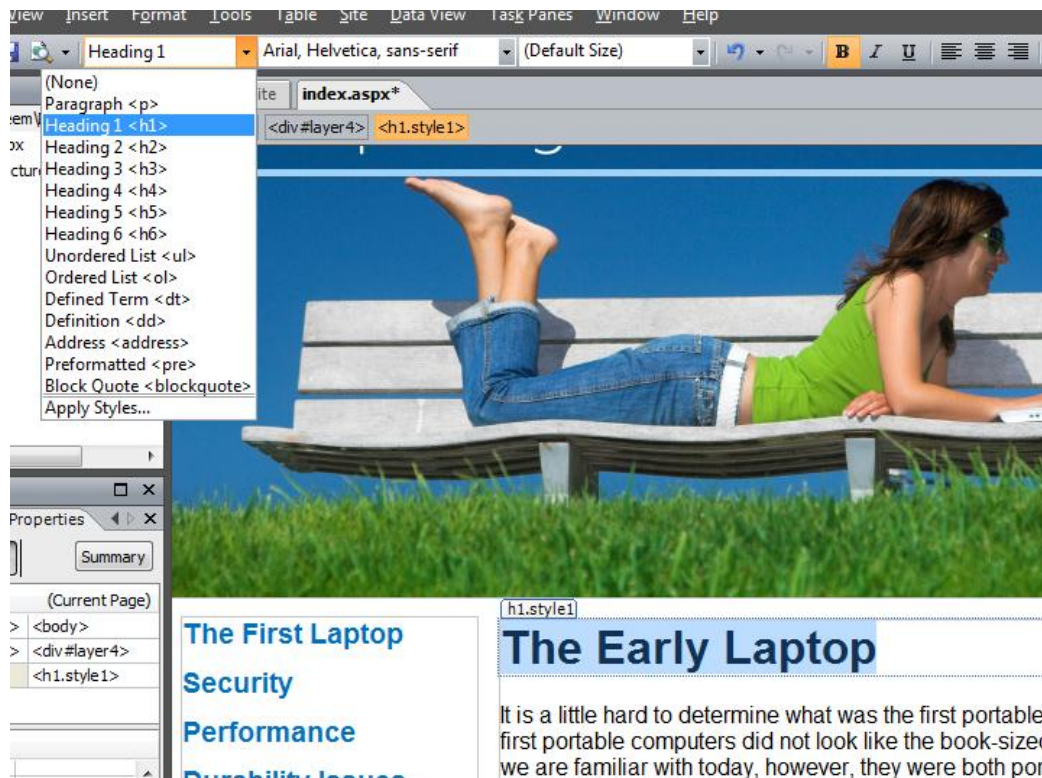 View Insert Format Tools Table Site Data View Task Panes Window Help
Heading 1 Arial, Helvetica, sans-serif (Default Size) B I U
(None)
Paragraph <p>
Heading 1 <h1>
Heading 2 <h2>
Heading 3 <h3>
Heading 4 <h4>
Heading 5 <h5>
Heading 6 <h6>
Unordered List <ul>
Ordered List <ol>
Defined Term <dt>
Definition <dd>
Address <address>
Preformatted <pre>
Block Quote <blockquote>
Apply Styles...
index.aspx*
<div#layer4> <h1.style1>
Properties
Summary
(Current Page)
> <body>
> <div#layer4>
<h1.style1>
The First Laptop
Security
Performance
Durability Issues
h1.style1
The Early Laptop
It is a little hard to determine what was the first portable
first portable computers did not look like the book-sized
we are familiar with today, however, they were both